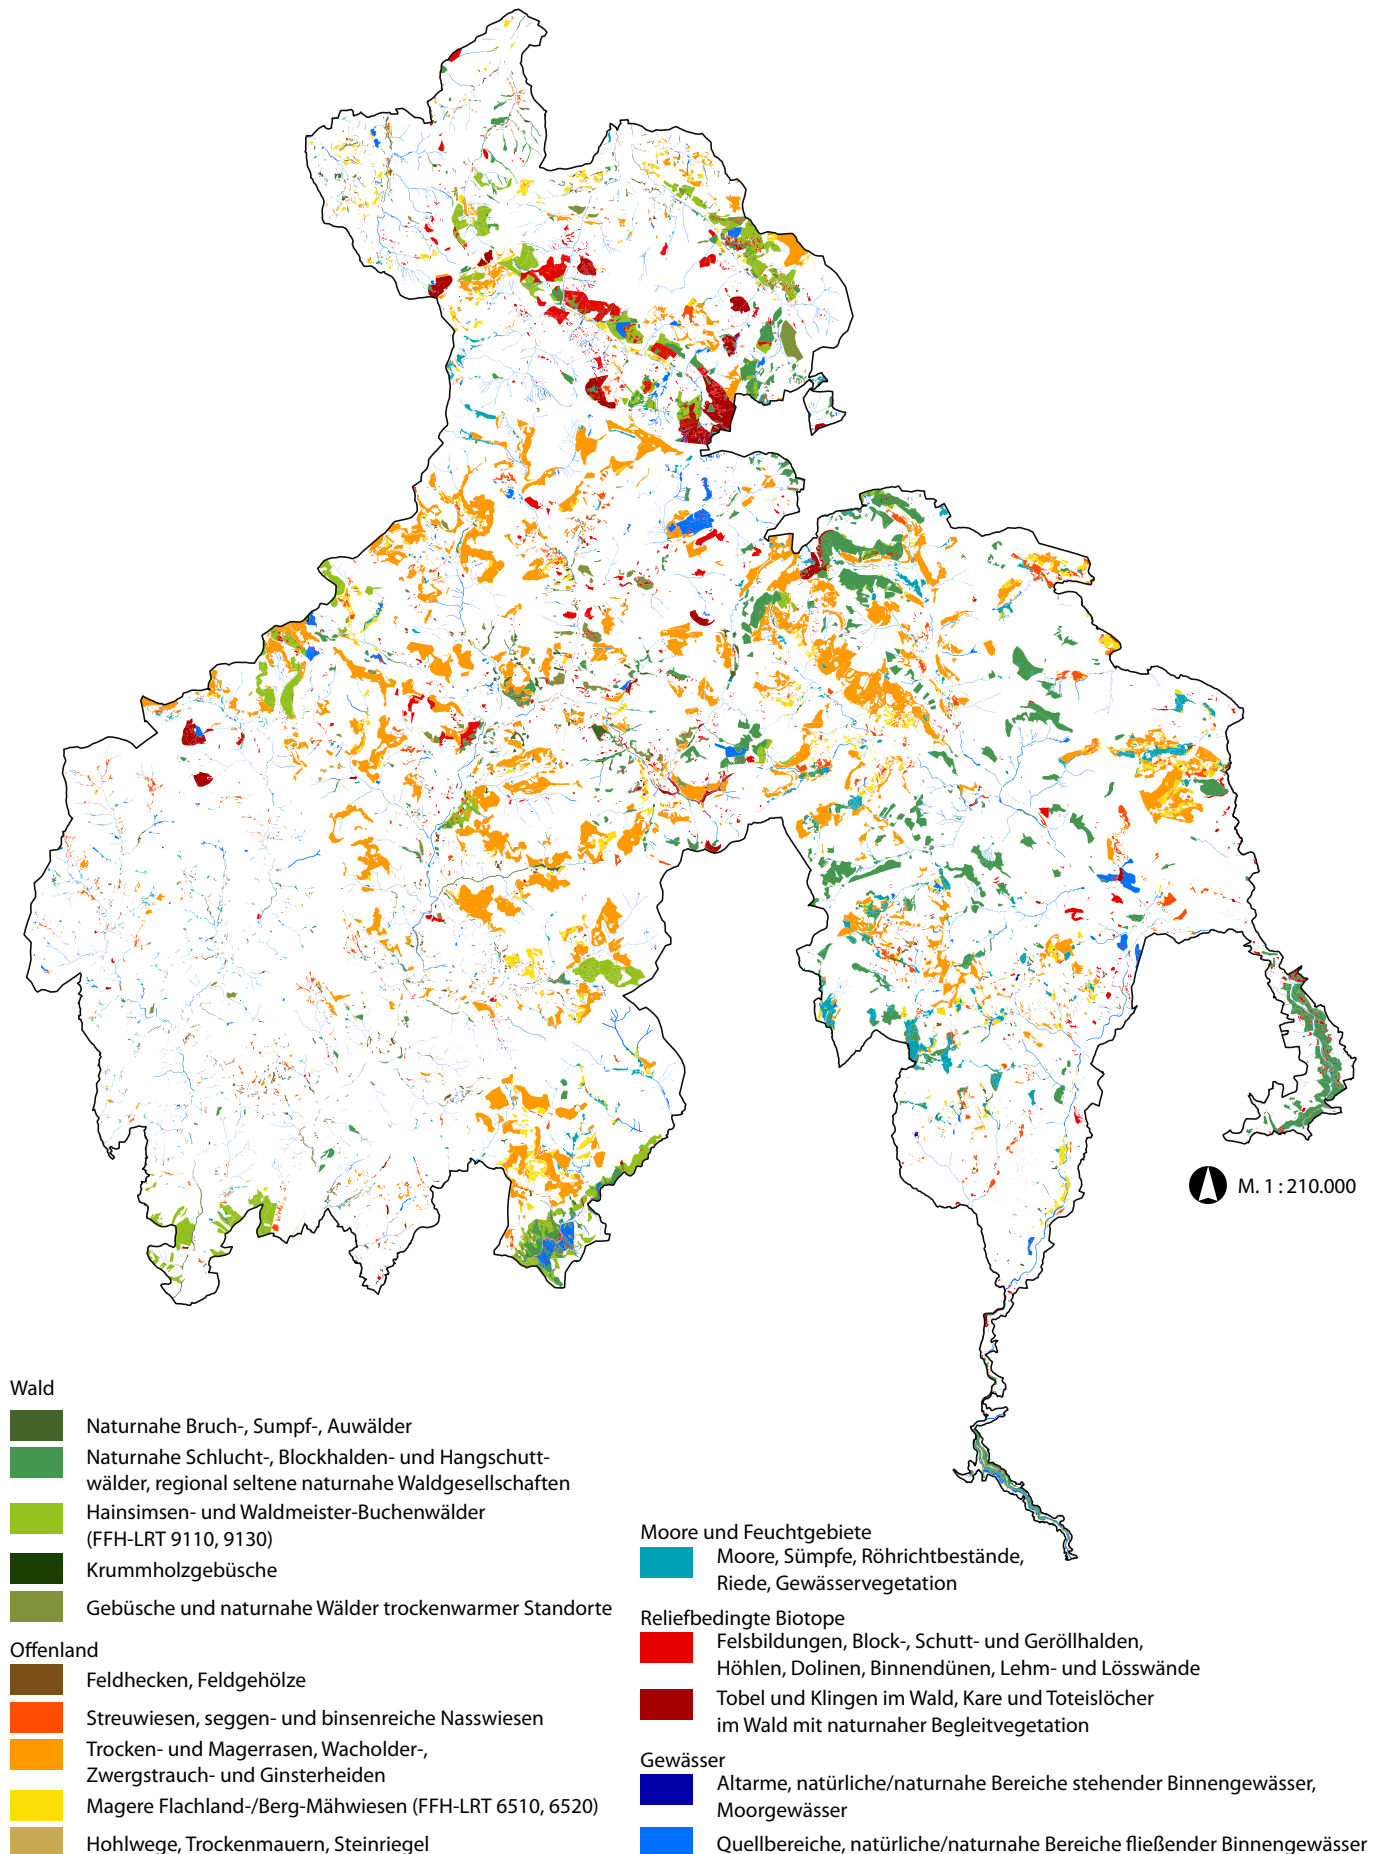 M. 1 : 210.000
Wald
Naturnahe Bruch-, Sumpf-, Auwälder
Naturnahe Schlucht-, Blockhalden- und Hangschutt-
wälder, regional seltene naturnahe Waldgesellschaften
Hainsimsen- und Waldmeister-Buchenwälder
(FFH-LRT 9110, 9130)
Krummholzgebüsche
Gebüsche und naturnahe Wälder trockenwarmer Standorte
Offenland
Feldhecken, Feldgehölze
Streuwiesen, seggen- und binsenreiche Nasswiesen
Trocken- und Magerrasen, Wacholder-,
Zwergstrauch- und Ginsterheiden
Magere Flachland-/Berg-Mähwiesen (FFH-LRT 6510, 6520)
Hohlwege, Trockenmauern, Steinriegel
Moore und Feuchtgebiete
Moore, Sümpfe, Röhrichtbestände,
Riede, Gewässervegetation
Reliefbedingte Biotope
Felsbildungen, Block-, Schutt- und Geröllhalden,
Höhlen, Dolinen, Binnendünen, Lehm- und Lösswände
Tobel und Klingen im Wald, Kare und Toteislöcher
im Wald mit naturnaher Begleitvegetation
Gewässer
Altarme, natürliche/naturnahe Bereiche stehender Binnengewässer,
Moorgewässer
Quellbereiche, natürliche/naturnahe Bereiche fließender Binnengewässer